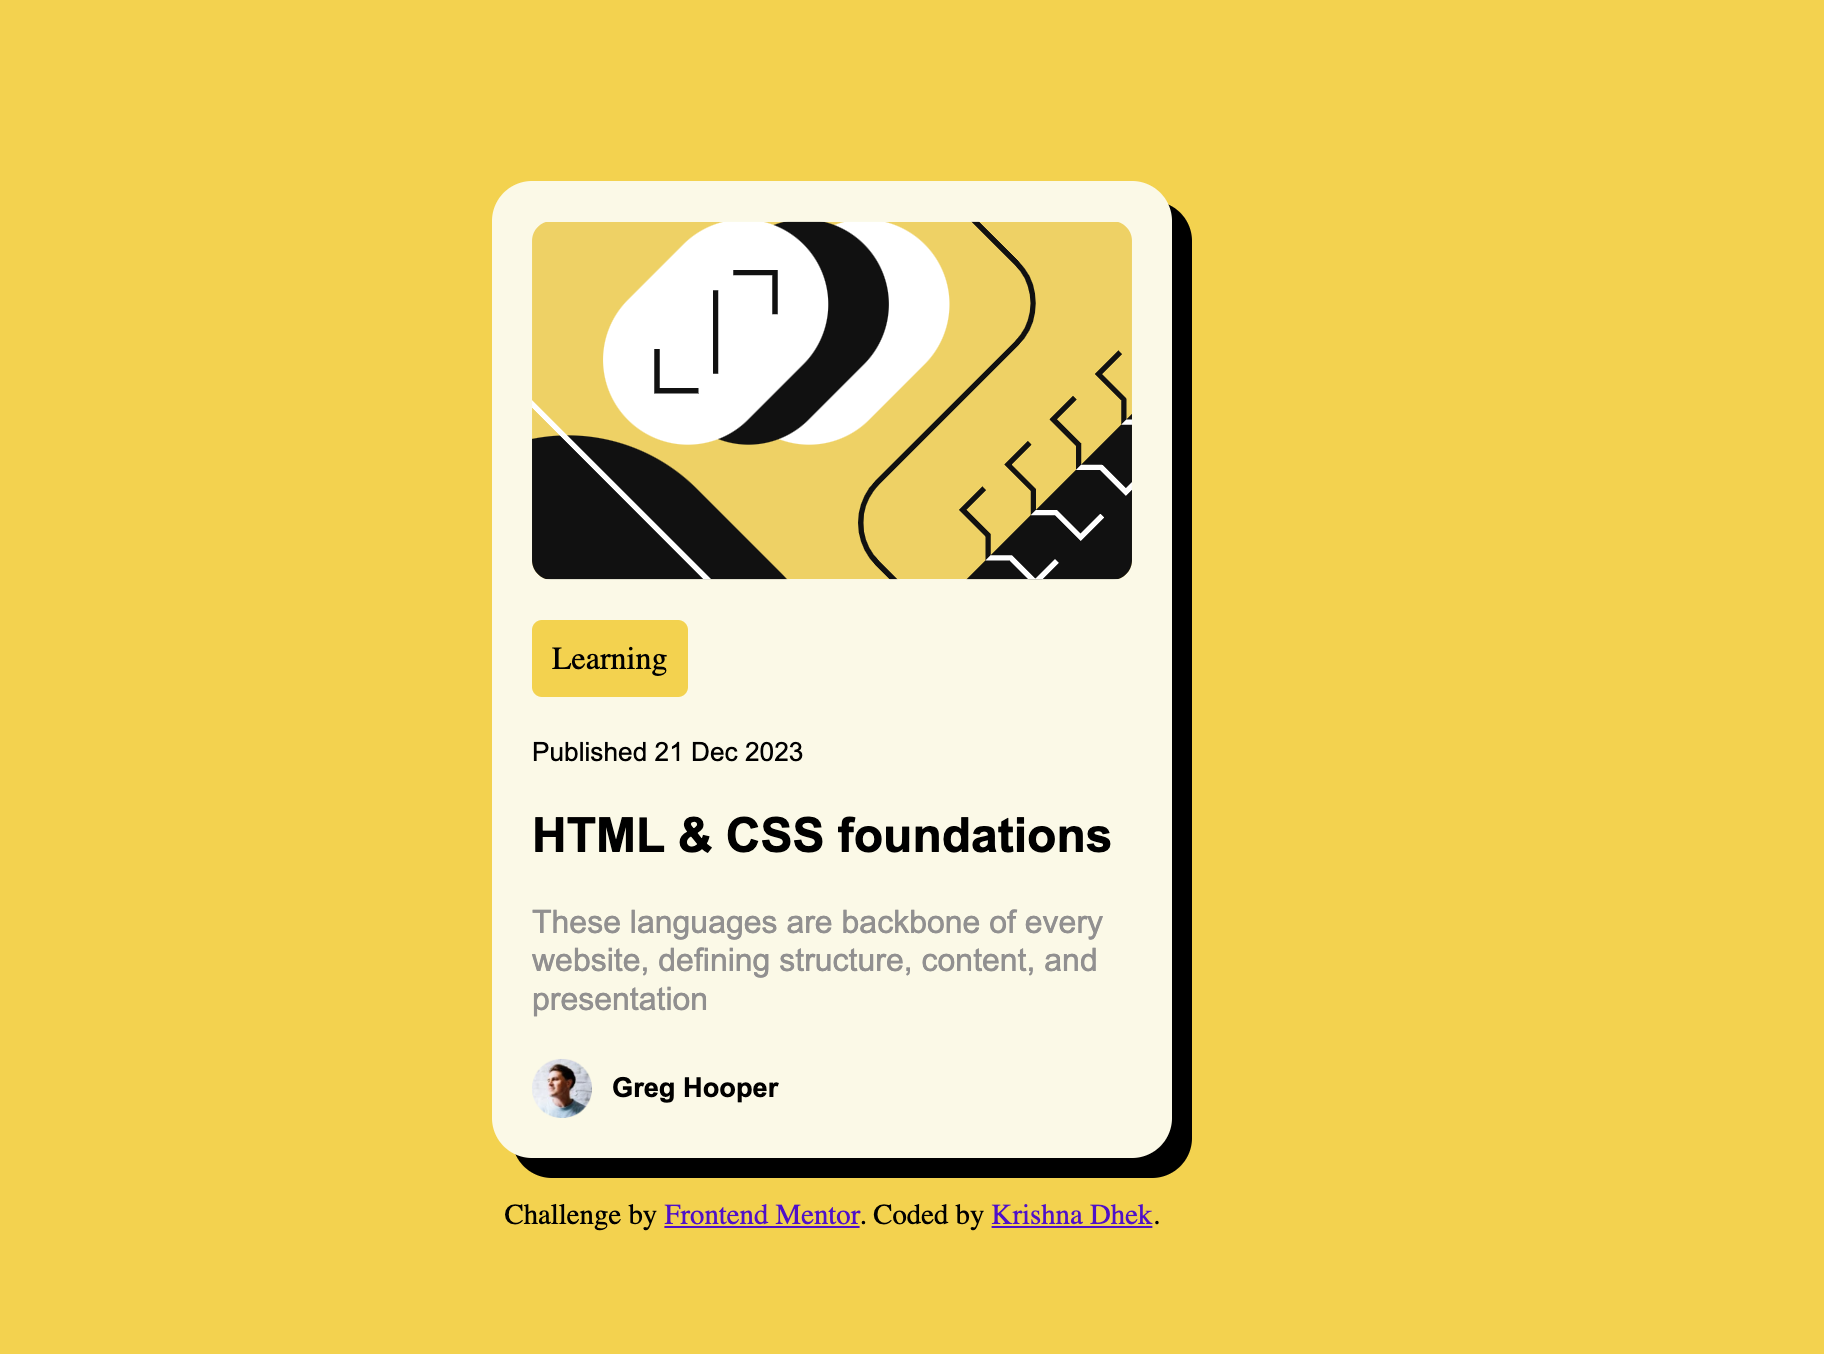 Learning
Published 21 Dec 2023
HTML & CSS foundations
These languages are backbone of every
website, defining structure, content, and
presentation
Greg Hooper
Challenge by Frontend Mentor. Coded by Krishna Dhek.